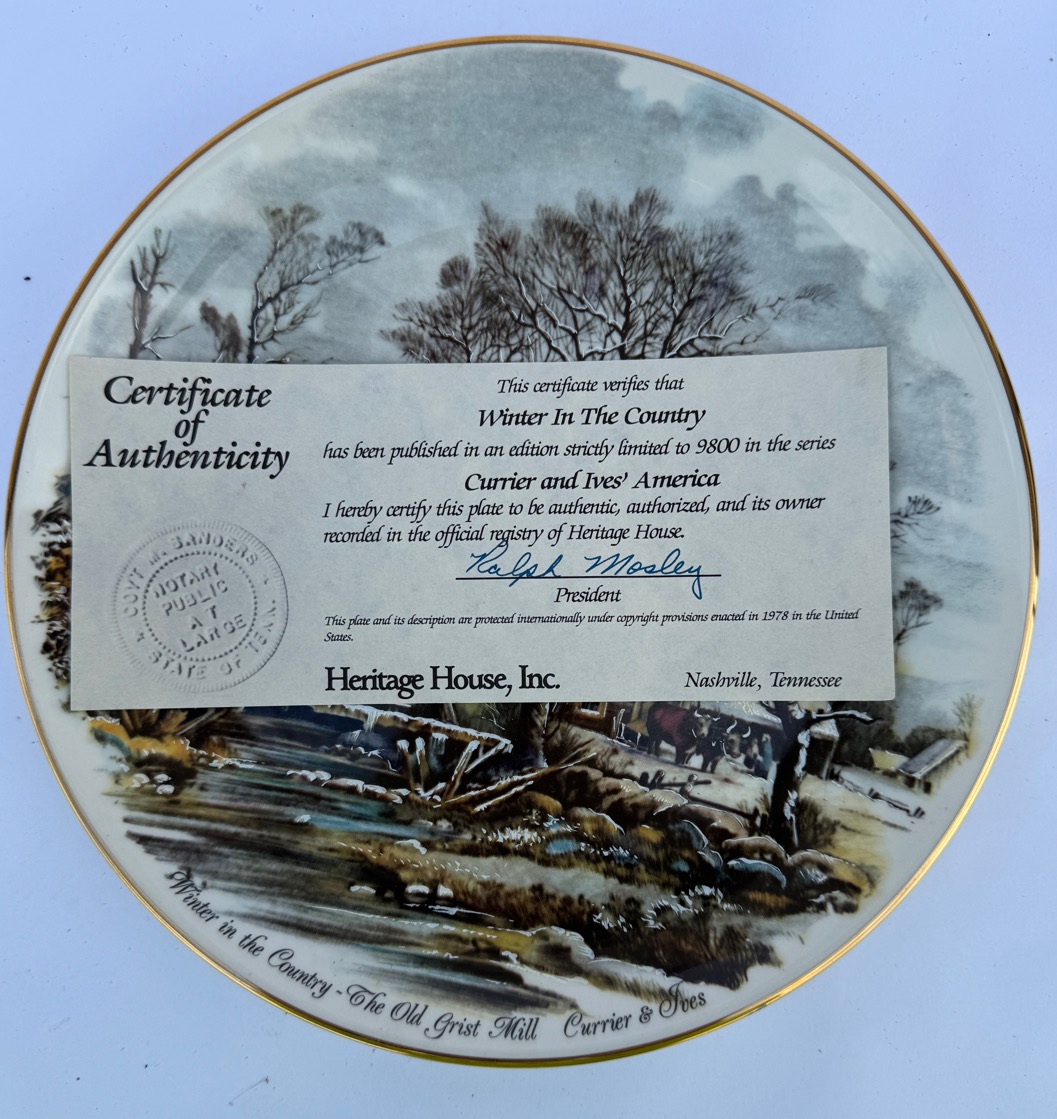 Certificate
of
Authenticity
This certificate verifies that
Winter In The Country
has been published in an edition strictly limited to 9800 in the series
Currier and Ives' America
I hereby certify this plate to be authentic, authorized, and its owner
recorded in the official registry of Heritage House.
Ralph Mosley
President
This plate and its description are protected internationally under copyright provisions enacted in 1978 in the United
States.
Heritage House, Inc.
Nashville, Tennessee
M. SANDERS
NOTARY
PUBLIC
AT
LARGE
STATE OF TENN.
Winter in the Country - The Old Grist Mill Currier & Ives